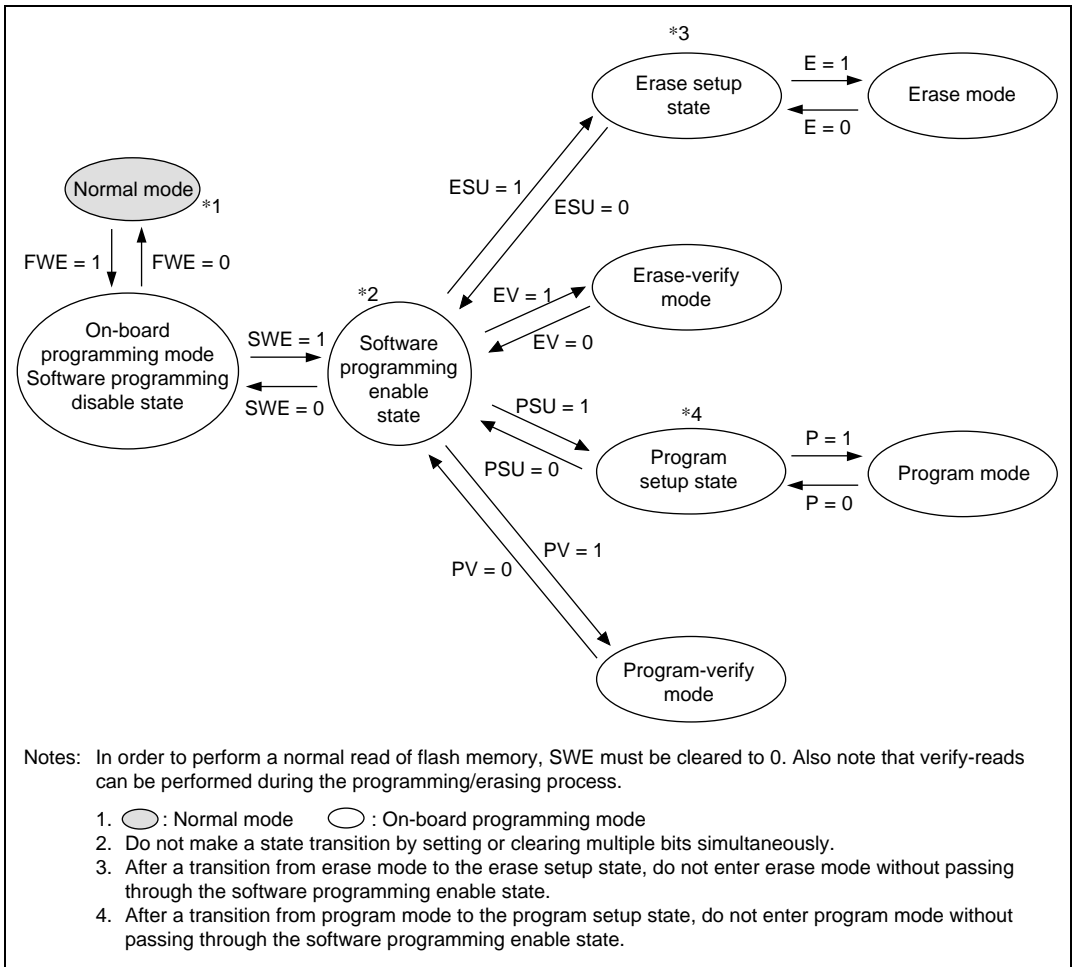 *3
Erase setup
state
E = 1
E = 0
Erase mode
Normal mode
*1
FWE = 1
FWE = 0
ESU = 1
ESU = 0
On-board
programming mode
Software programming
disable state
SWE = 1
SWE = 0
*2
Software
programming
enable
state
EV = 1
EV = 0
Erase-verify
mode
PSU = 1
PSU = 0
*4
Program
setup state
P = 1
P = 0
Program mode
PV = 1
PV = 0
Program-verify
mode
Notes: In order to perform a normal read of flash memory, SWE must be cleared to 0. Also note that verify-reads
can be performed during the programming/erasing process.
1. : Normal mode : On-board programming mode
2. Do not make a state transition by setting or clearing multiple bits simultaneously.
3. After a transition from erase mode to the erase setup state, do not enter erase mode without passing
through the software programming enable state.
4. After a transition from program mode to the program setup state, do not enter program mode without
passing through the software programming enable state.